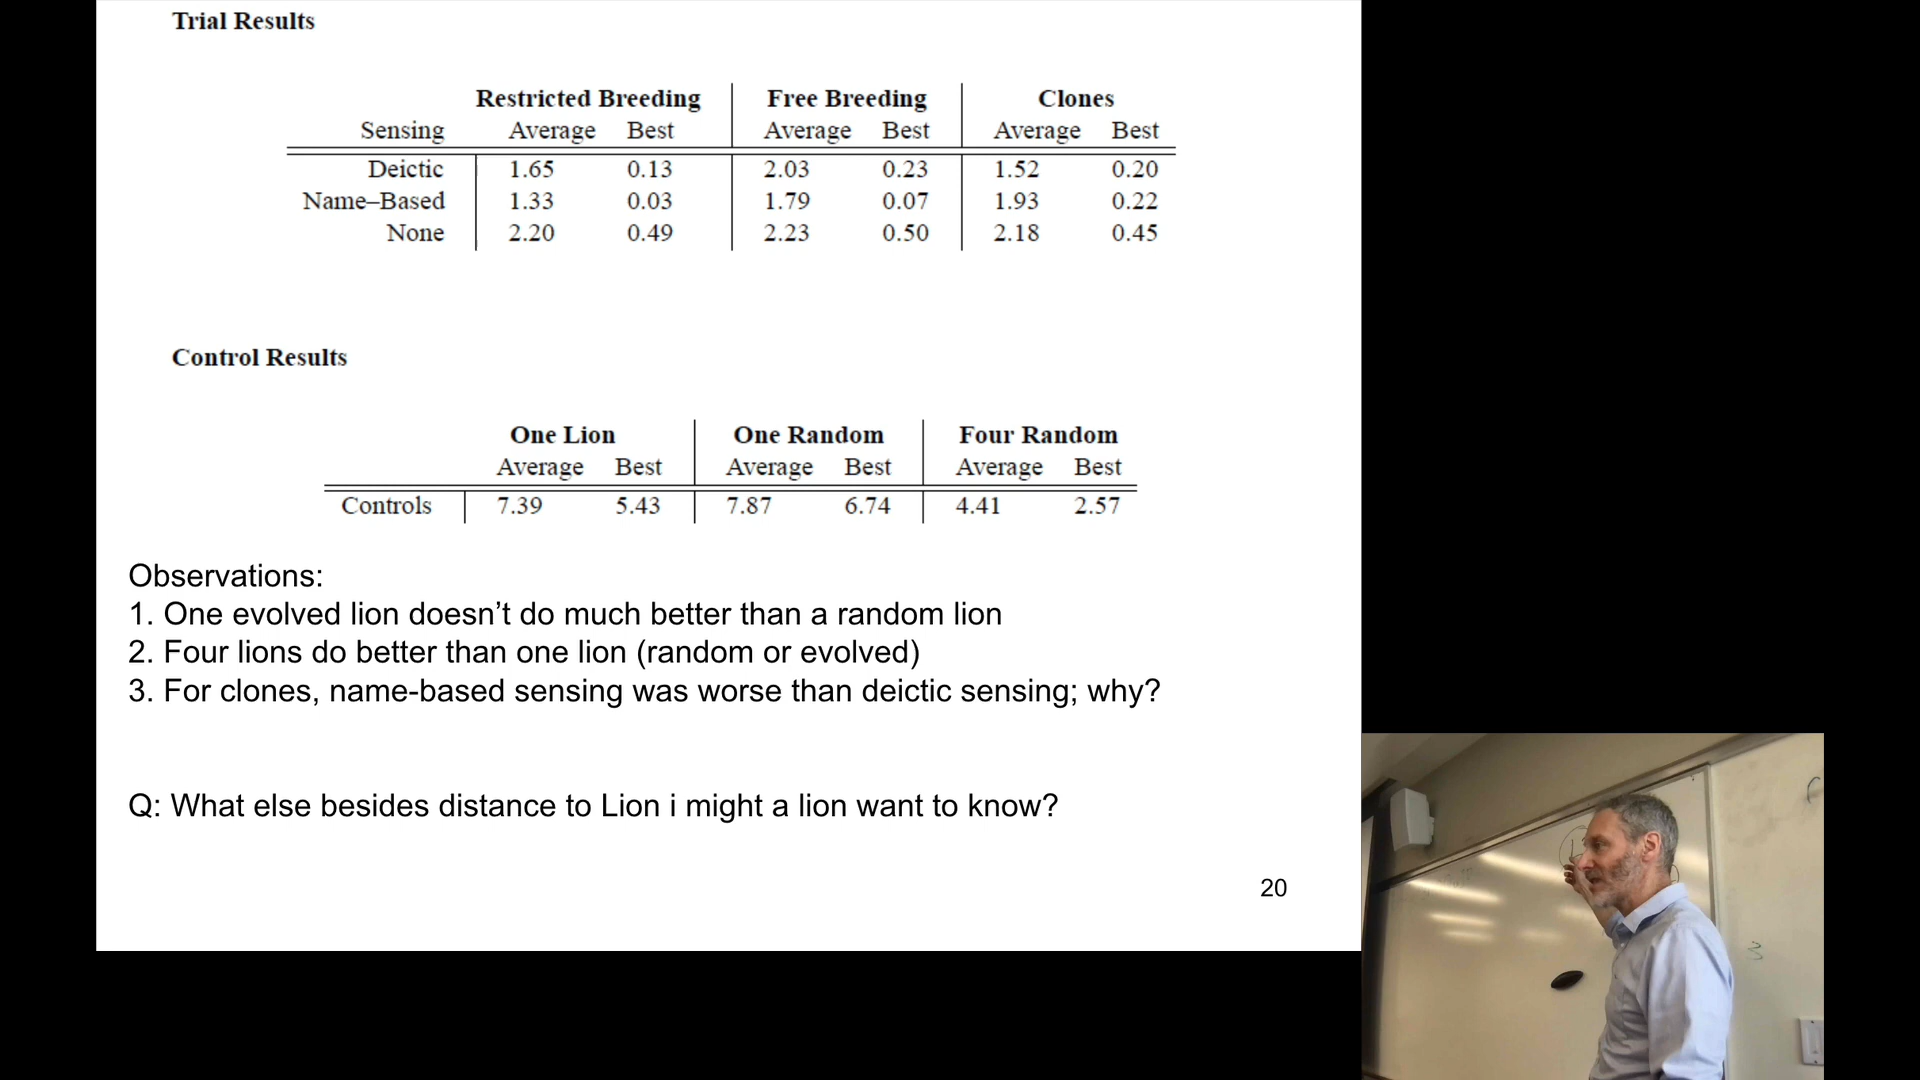 Trial Results
Restricted Breeding Free Breeding Clones
Sensing Average Best Average Best Average Best
Deictic 1.65 0.13 2.03 0.23 1.52 0.20
Name–Based 1.33 0.03 1.79 0.07 1.93 0.22
None 2.20 0.49 2.23 0.50 2.18 0.45
Control Results
One Lion One Random Four Random
Average Best Average Best Average Best
Controls 7.39 5.43 7.87 6.74 4.41 2.57
Observations:
1. One evolved lion doesn’t do much better than a random lion
2. Four lions do better than one lion (random or evolved)
3. For clones, name-based sensing was worse than deictic sensing; why?
Q: What else besides distance to Lion i might a lion want to know?
20